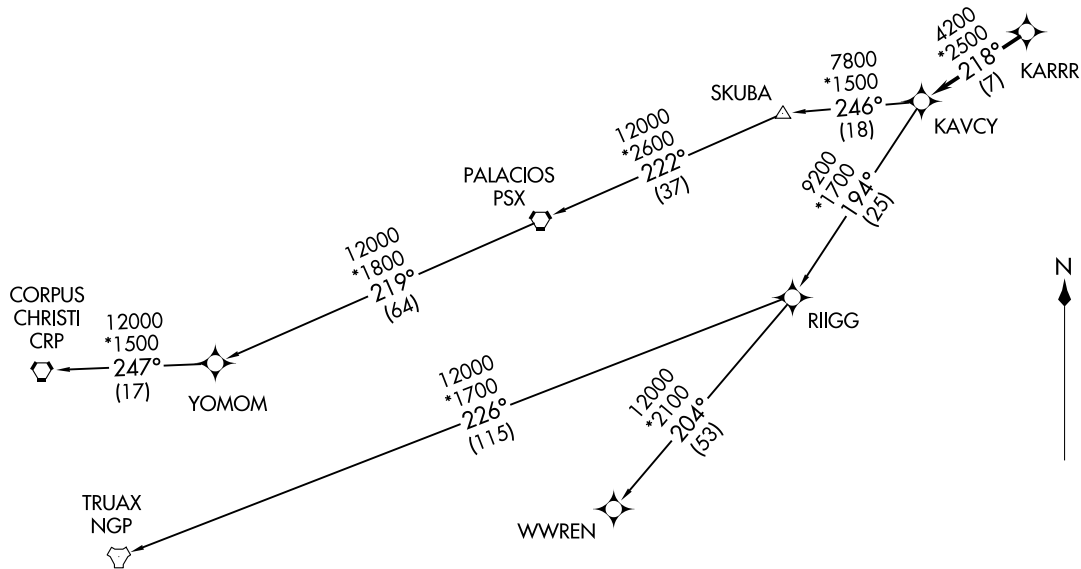 4200
*2500
218°
(7)
KARRR
7800
*1500
246°
(18)
SKUBA
KAVCY
12000
*2600
222°
(37)
PALACIOS
PSX
9200
*1700
194°
(25)
12000
*1800
219°
(64)
N
CORPUS
CHRISTI
CRP
12000
*1500
247°
(17)
YOMOM
RIIGG
12000
*1700
226°
(115)
12000
*2100
204°
(53)
TRUAX
NGP
WWREN